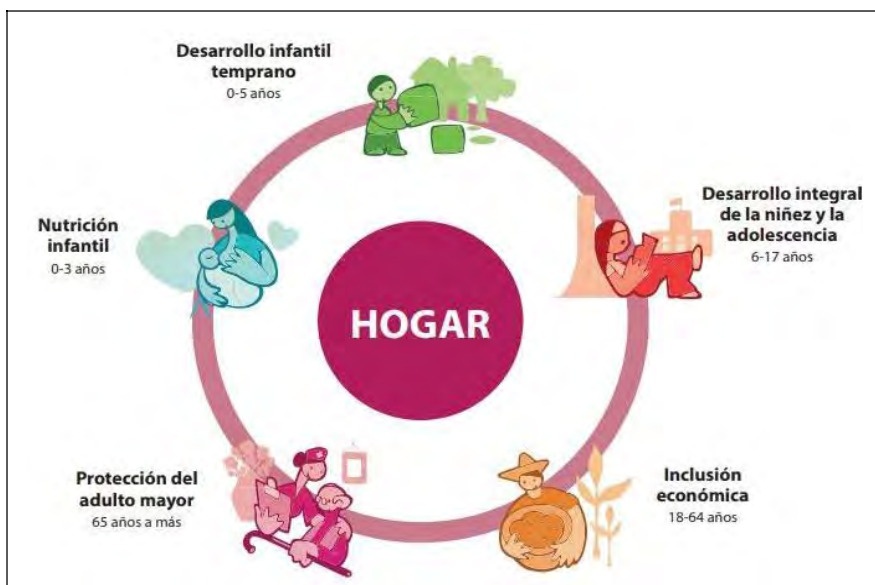 Desarrollo infantil
temprano
0-5 años
Desarrollo integral
de la niñez y la
adolescencia
6-17 años
Nutrición
infantil
0-3 años
HOGAR
Protección del
adulto mayor
65 años a más
Inclusión
económica
18-64 años